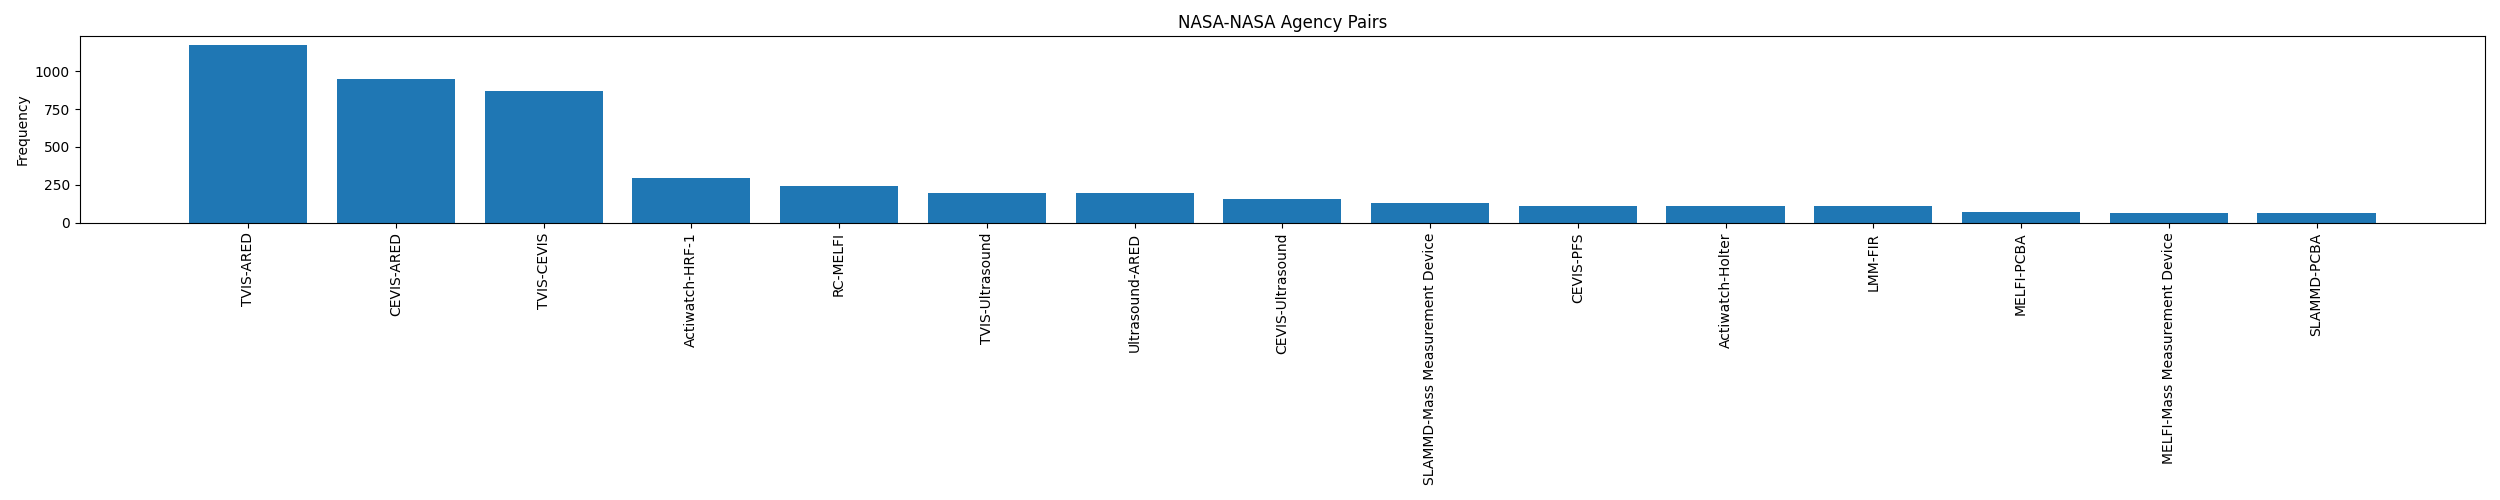 NASA-NASA Agency Pairs
Frequency
1000
750
500
250
0
TVIS-ARED
CEVIS-ARED
TVIS-CEVIS
Actiwatch-HRF-1
RC-MELFI
TVIS-Ultrasound
Ultrasound-ARED
CEVIS-Ultrasound
SLAMMD-Mass Measurement Device
CEVIS-PFS
Actiwatch-Holter
LMM-FIR
MELFI-PCBA
MELFI-Mass Measurement Device
SLAMMD-PCBA